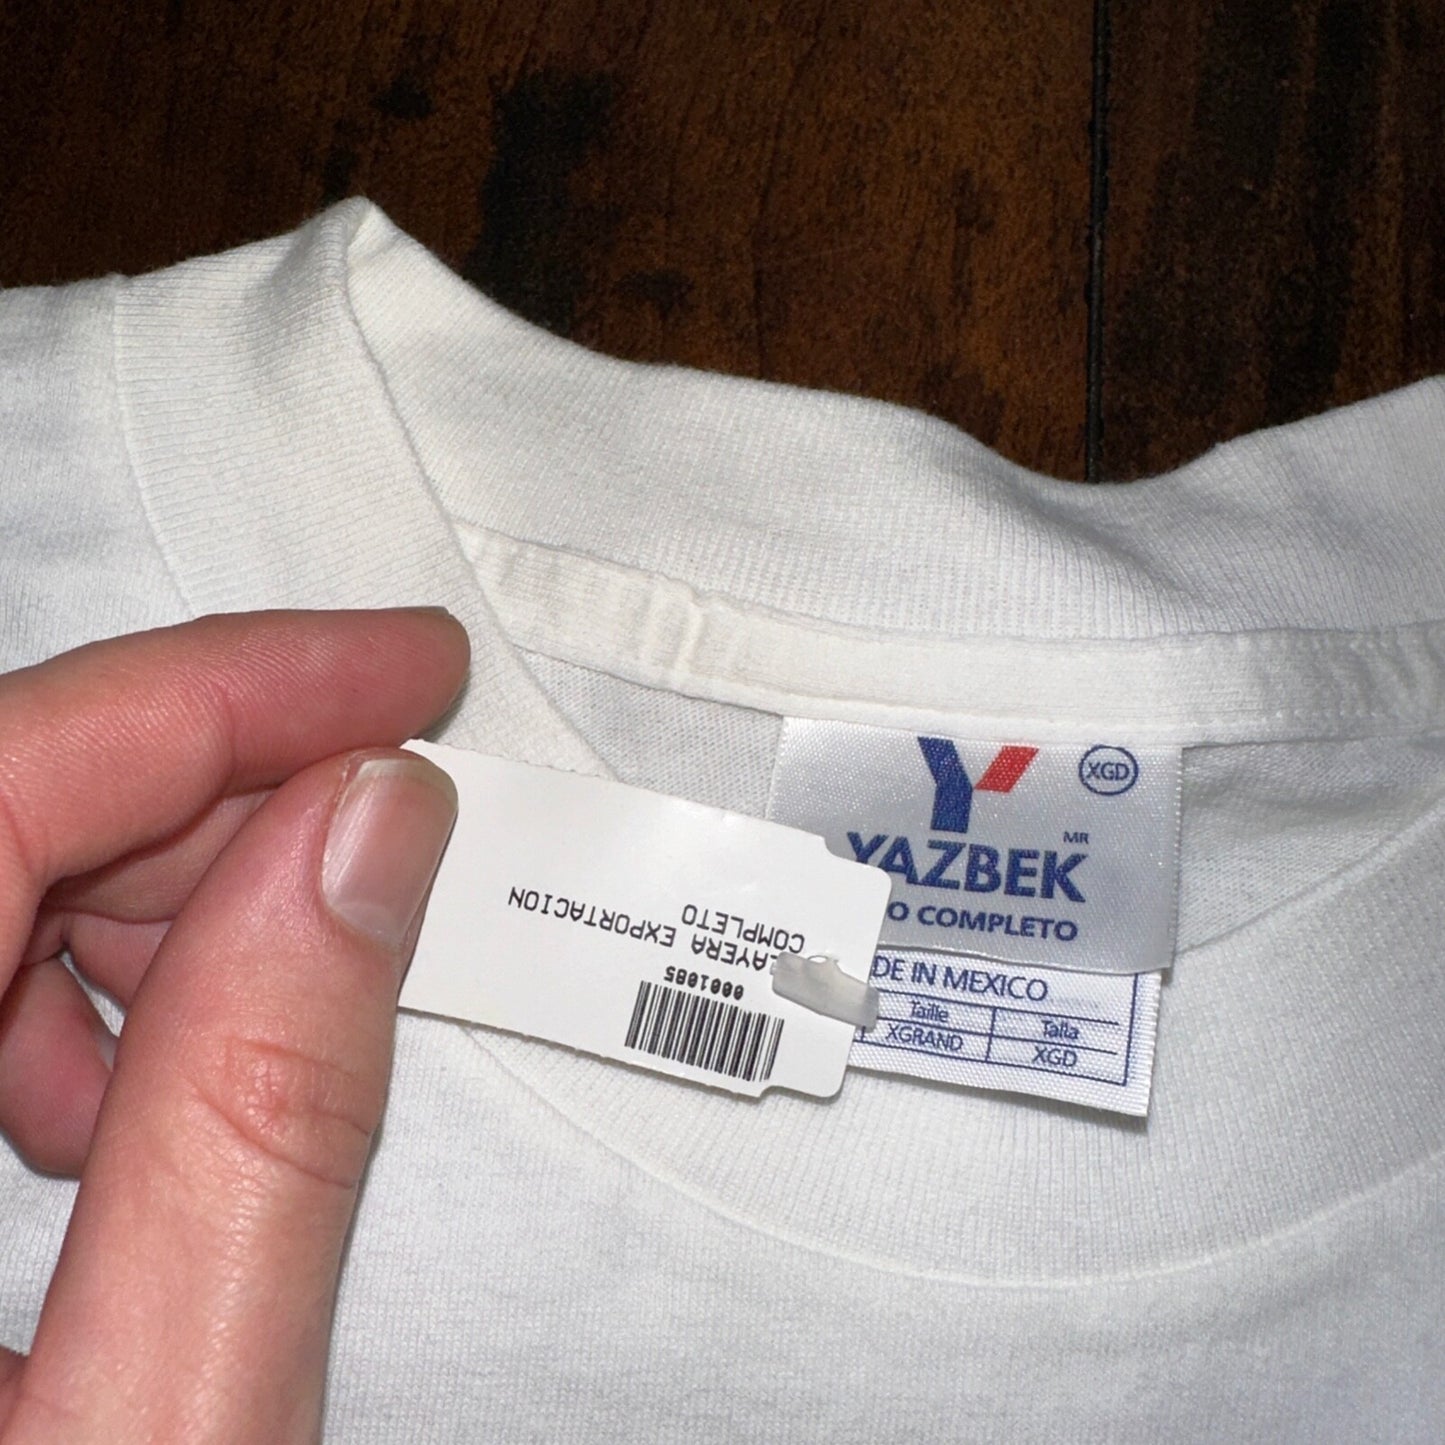 XGD
MR
YAZBEK
O COMPLETO
DE IN MEXICO
Taille
Talla
XGRAND
XGD
0001085
LAYERA EXPORTACION
COMPLETO